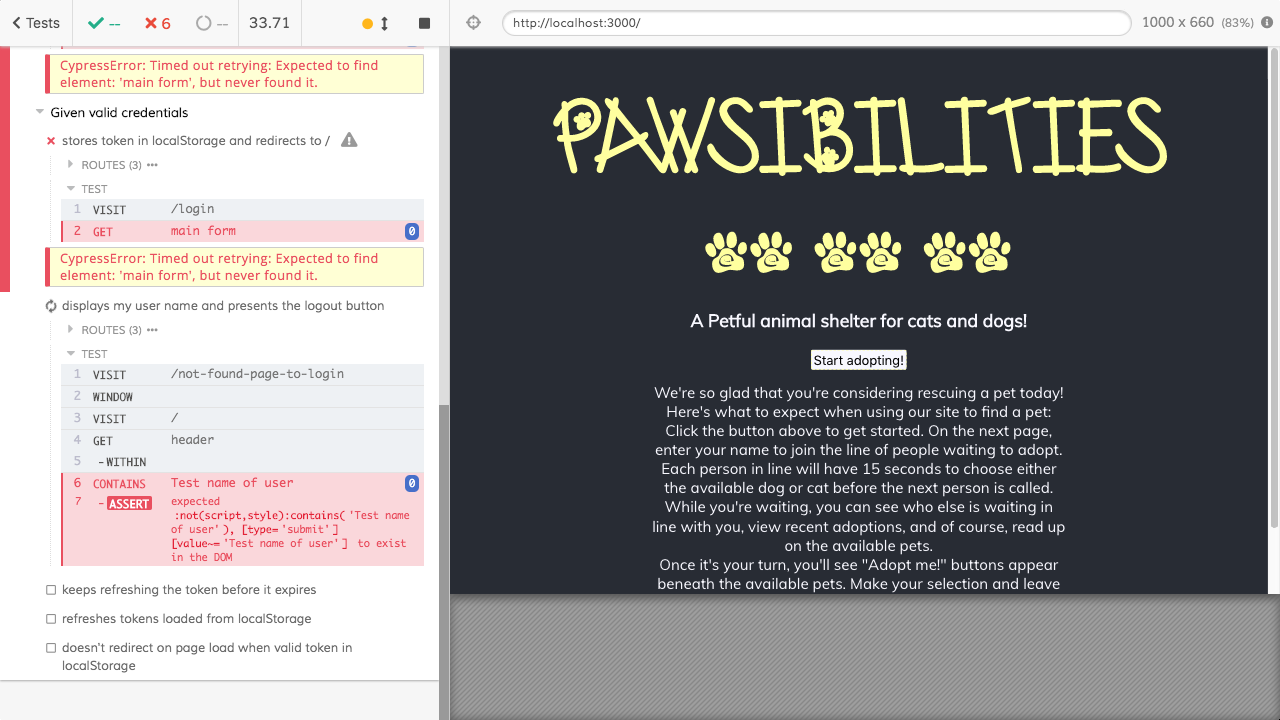 Tests
--
6
--
33.71
http://localhost:3000/
1000 x 660 (83%)
CypressError: Timed out retrying: Expected to find
element: 'main form', but never found it.
Given valid credentials
stores token in localStorage and redirects to /
ROUTES (3)
TEST
1 VISIT /login
2 GET main form 0
CypressError: Timed out retrying: Expected to find
element: 'main form', but never found it.
displays my user name and presents the logout button
ROUTES (3)
TEST
1 VISIT /not-found-page-to-login
2 WINDOW
3 VISIT /
4 GET header
5 -WITHIN
6 CONTAINS Test name of user 0
7 -ASSERT expected
:not(script,style):contains('Test name
of user'), [type='submit']
[value~='Test name of user'] to exist
in the DOM
keeps refreshing the token before it expires
refreshes tokens loaded from localStorage
doesn't redirect on page load when valid token in
localStorage
PAWSIBILITIES
A Petful animal shelter for cats and dogs!
Start adopting!
We're so glad that you're considering rescuing a pet today!
Here's what to expect when using our site to find a pet:
Click the button above to get started. On the next page,
enter your name to join the line of people waiting to adopt.
Each person in line will have 15 seconds to choose either
the available dog or cat before the next person is called.
While you're waiting, you can see who else is waiting in
line with you, view recent adoptions, and of course, read up
on the available pets.
Once it's your turn, you'll see "Adopt me!" buttons appear
beneath the available pets. Make your selection and leave